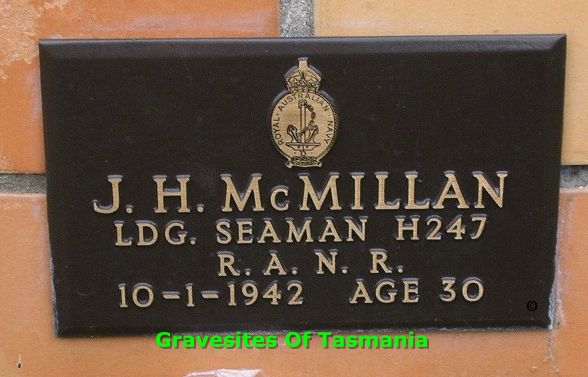 ROYAL · AUSTRALIAN NAVY
J. H. McMILLAN
LDG. SEAMAN H247
R. A. N. R.
10-1-1942 AGE 30
©
Gravesites Of Tasmania